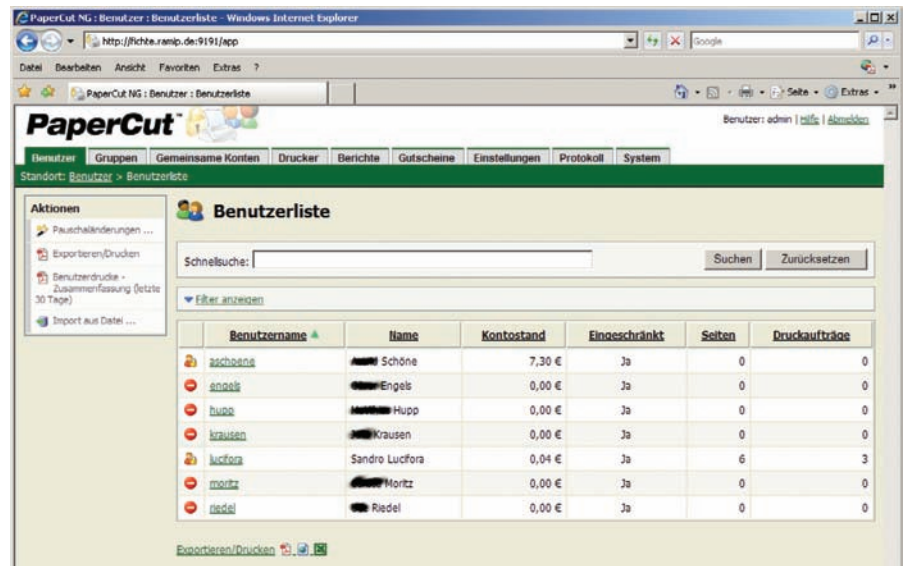 PaperCut NG : Benutzer : Benutzerliste - Windows Internet Explorer
http://fichte.ramip.de:9191/app
Google
Datei Bearbeiten Ansicht Favoriten Extras ?
PaperCut NG : Benutzer : Benutzerliste
Seite Extras
PaperCut
Benutzer: admin | Hilfe | Abmelden
Benutzer Gruppen Gemeinsame Konten Drucker Berichte Gutscheine Einstellungen Protokoll System
Standort: Benutzer > Benutzerliste
Aktionen
Pauschaländerungen ...
Exportieren/Drucken
Benutzerdrucke -
Zusammenfassung (letzte
30 Tage)
Import aus Datei ...
Benutzerliste
Schnellsuche:
Suchen Zurücksetzen
Filter anzeigen
Benutzername Name Kontostand Eingeschränkt Seiten Druckaufträge
aschoene Schöne 7,30 € Ja 0 0
engels Engels 0,00 € Ja 0 0
hupp Hupp 0,00 € Ja 0 0
krausen Krausen 0,00 € Ja 0 0
lucifora Sandro Lucifora 0,04 € Ja 6 3
moritz Moritz 0,00 € Ja 0 0
riedel Riedel 0,00 € Ja 0 0
Exportieren/Drucken